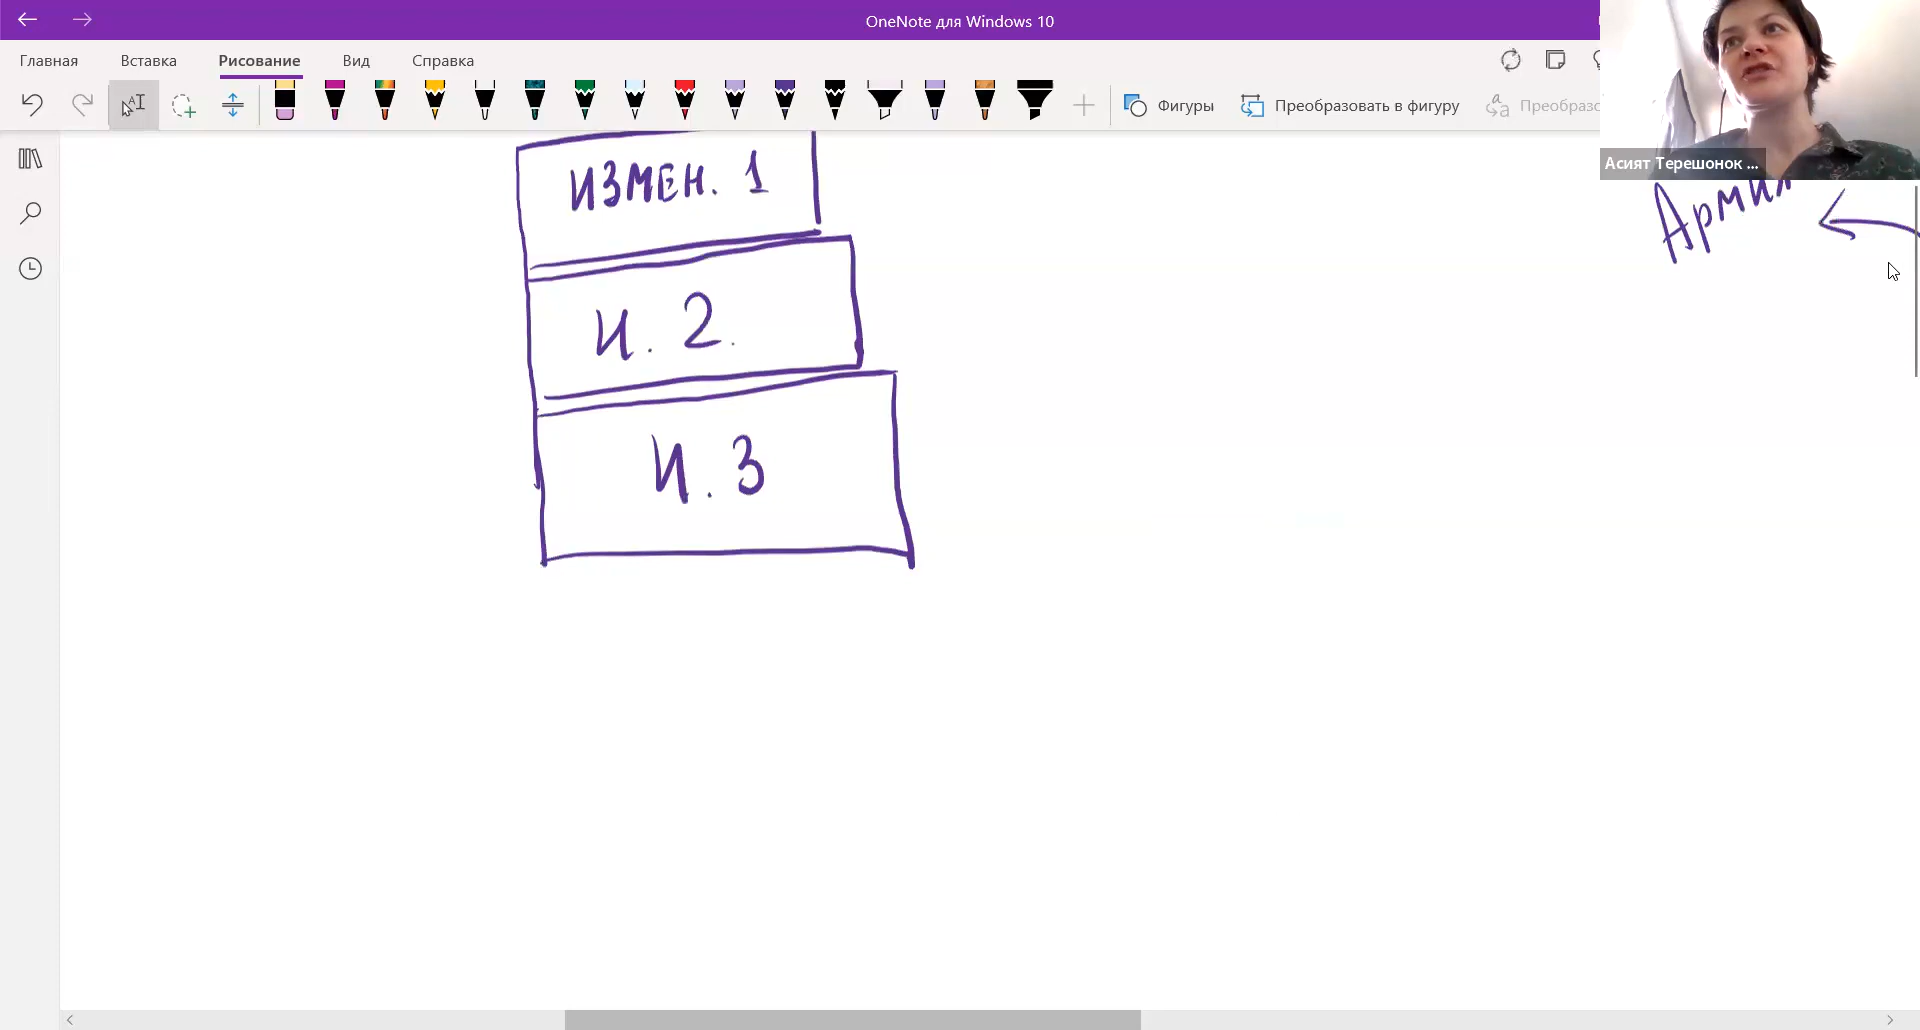 OneNote для Windows 10
Главная
Вставка
Рисование
Вид
Справка
Фигуры
Преобразовать в фигуру
Асият Терешонок ...
ИЗМЕН. 1
И. 2.
И. 3